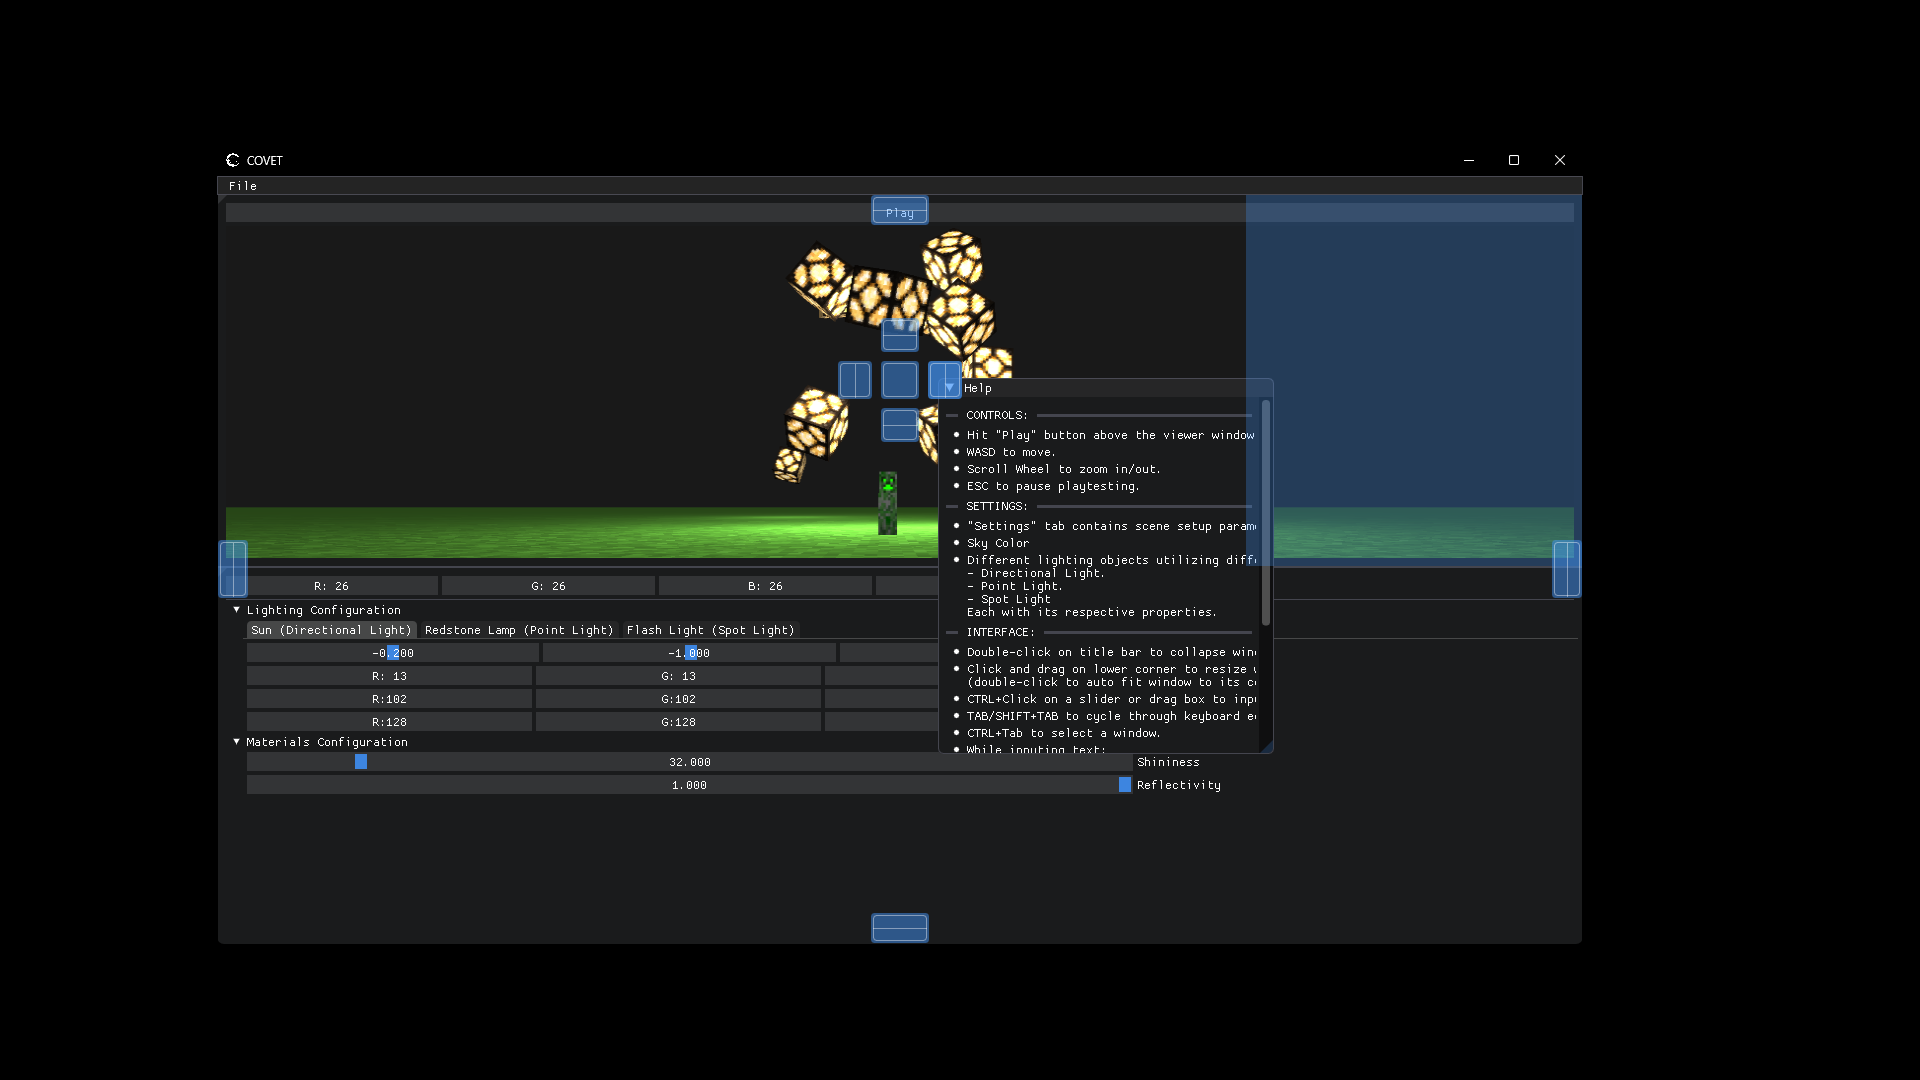 COVET
File
Play
Help
CONTROLS:
Hit "Play" button above the viewer window
WASD to move.
Scroll Wheel to zoom in/out.
ESC to pause playtesting.
SETTINGS:
"Settings" tab contains scene setup param
Sky Color
Different lighting objects utilizing diff
- Directional Light.
- Point Light.
- Spot Light
Each with its respective properties.
INTERFACE:
Double-click on title bar to collapse win
Click and drag on lower corner to resize
(double-click to auto fit window to its c
CTRL+Click on a slider or drag box to inp
TAB/SHIFT+TAB to cycle through keyboard e
CTRL+Tab to select a window.
While inputing text:
R: 26 G: 26 B: 26
Lighting Configuration
Sun (Directional Light) Redstone Lamp (Point Light) Flash Light (Spot Light)
-0.200 -1.000
R: 13 G: 13
R:102 G:102
R:128 G:128
Materials Configuration
32.000 Shininess
1.000 Reflectivity